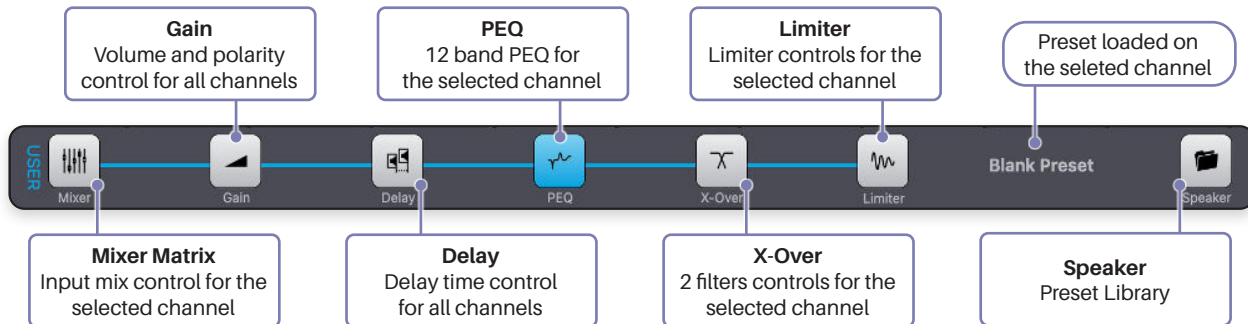 Gain
Volume and polarity
control for all channels
PEQ
12 band PEQ for
the selected channel
Limiter
Limiter controls for the
selected channel
Preset loaded on
the seleted channel
USER
Mixer
Gain
Delay
PEQ
X-Over
Limiter
Blank Preset
Speaker
Mixer Matrix
Input mix control for the
selected channel
Delay
Delay time control
for all channels
X-Over
2 filters controls for the
selected channel
Speaker
Preset Library